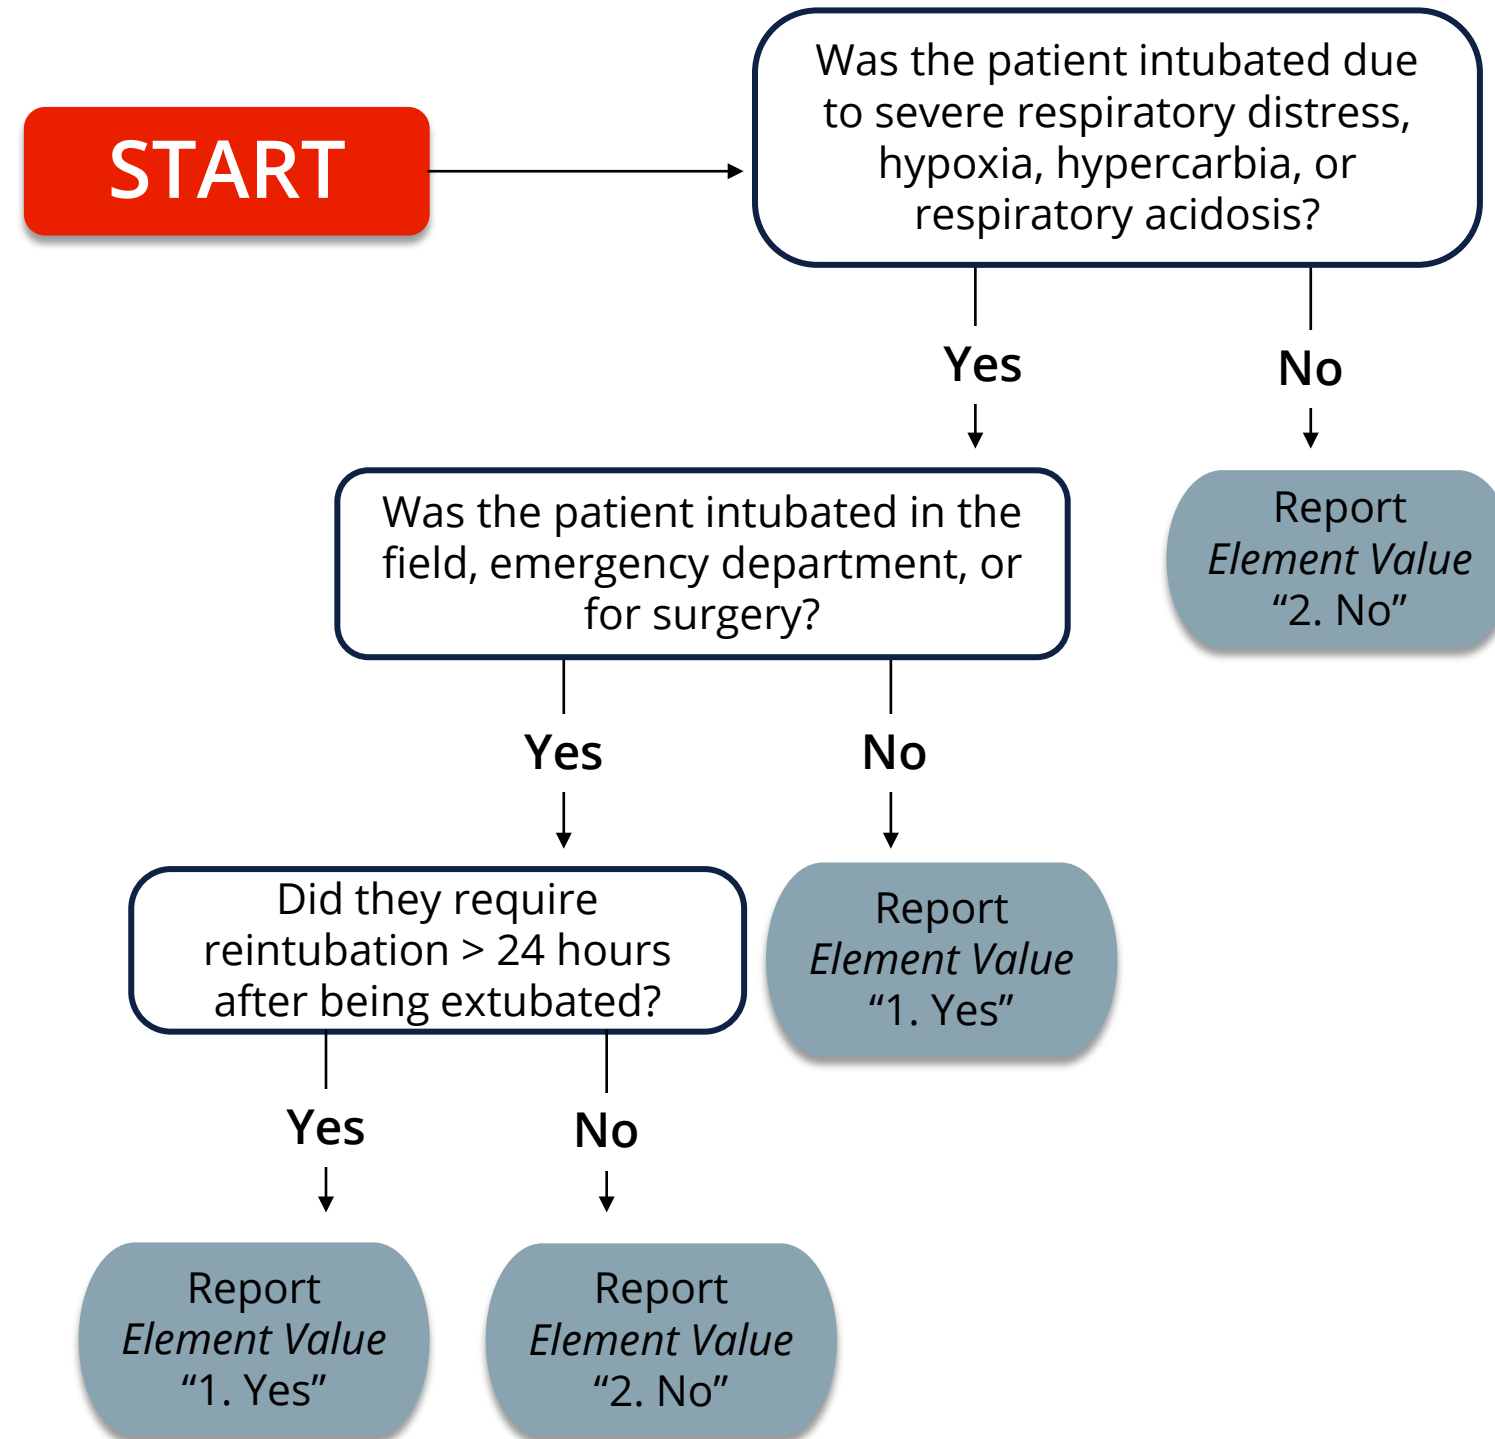 START
Was the patient intubated due
to severe respiratory distress,
hypoxia, hypercarbia, or
respiratory acidosis?
Yes
No
Was the patient intubated in the
field, emergency department, or
for surgery?
Report
Element Value
“2. No”
Yes
No
Did they require
reintubation > 24 hours
after being extubated?
Report
Element Value
“1. Yes”
Yes
No
Report
Element Value
“1. Yes”
Report
Element Value
“2. No”